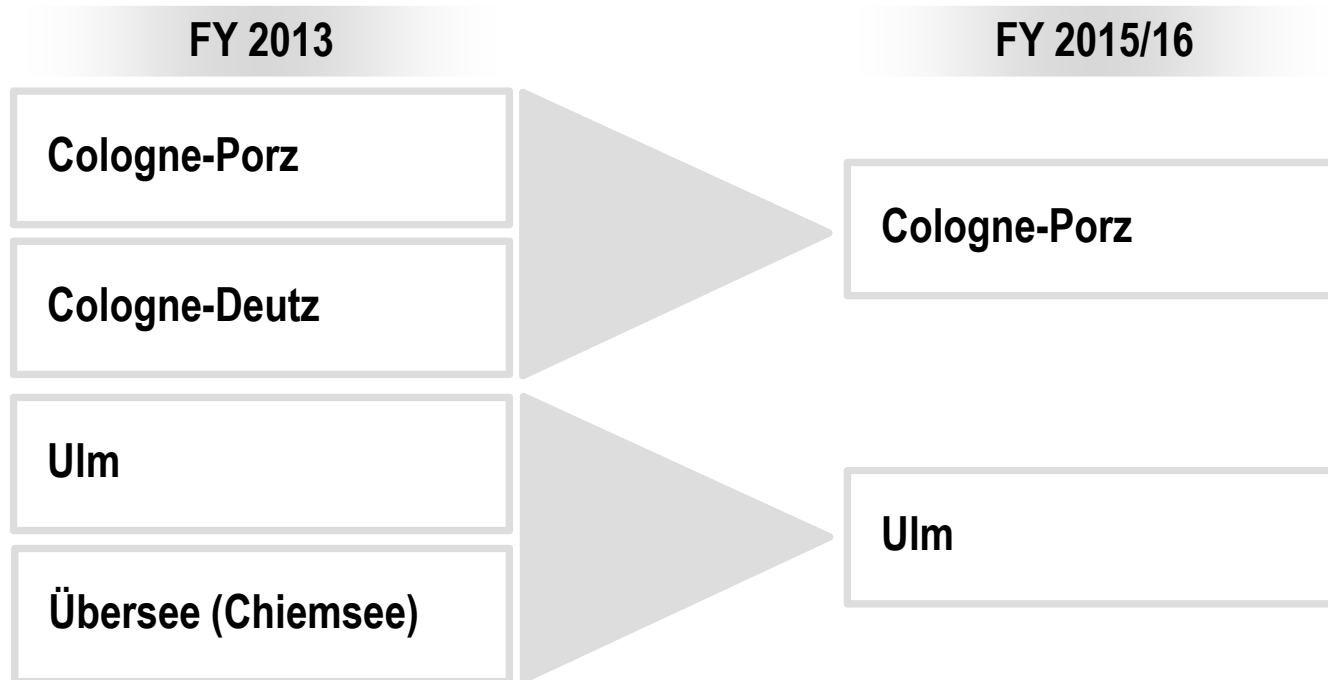 FY 2013
FY 2015/16
Cologne-Porz
Cologne-Deutz
Cologne-Porz
Ulm
Übersee (Chiemsee)
Ulm